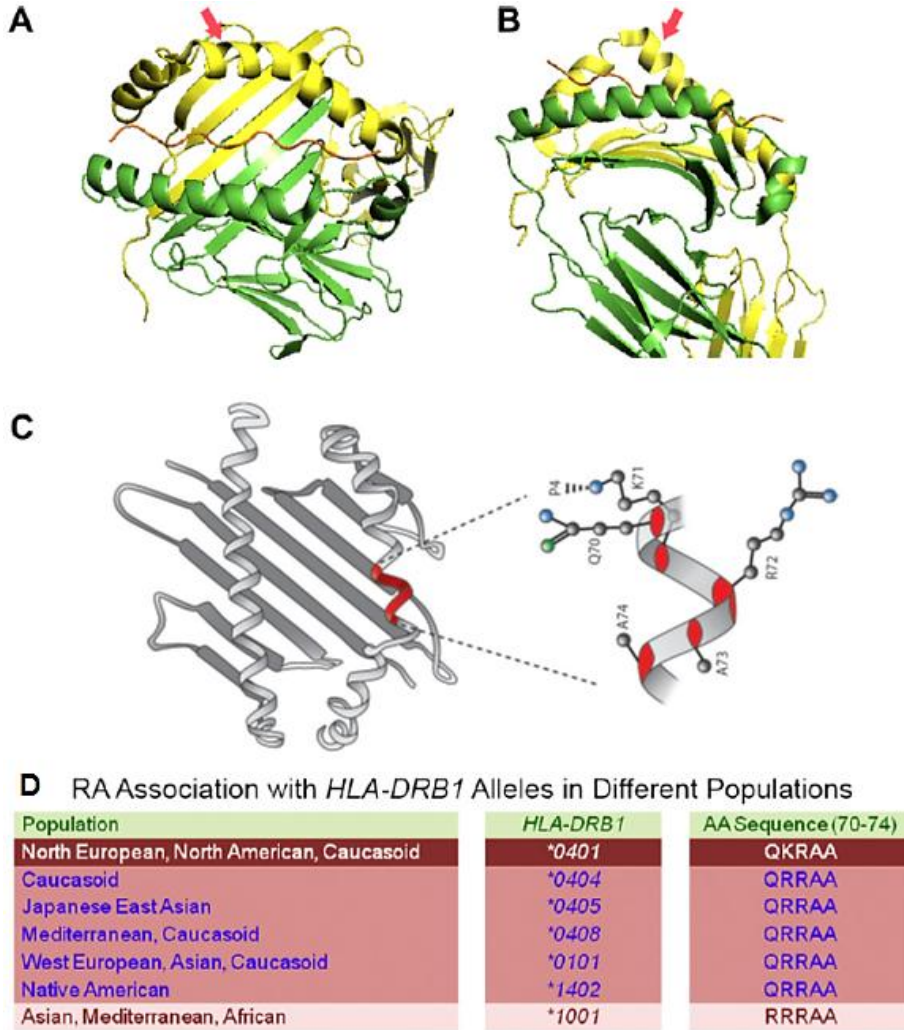 A
B
C
P4
K71
Q70
R72
A74
A73
D RA Association with HLA-DRB1 Alleles in Different Populations
Population HLA-DRB1 AA Sequence (70-74)
North European, North American, Caucasoid *0401 QKRAA
Caucasoid *0404 QRRAA
Japanese East Asian *0405 QRRAA
Mediterranean, Caucasoid *0408 QRRAA
West European, Asian, Caucasoid *0101 QRRAA
Native American *1402 QRRAA
Asian, Mediterranean, African *1001 RRRAA